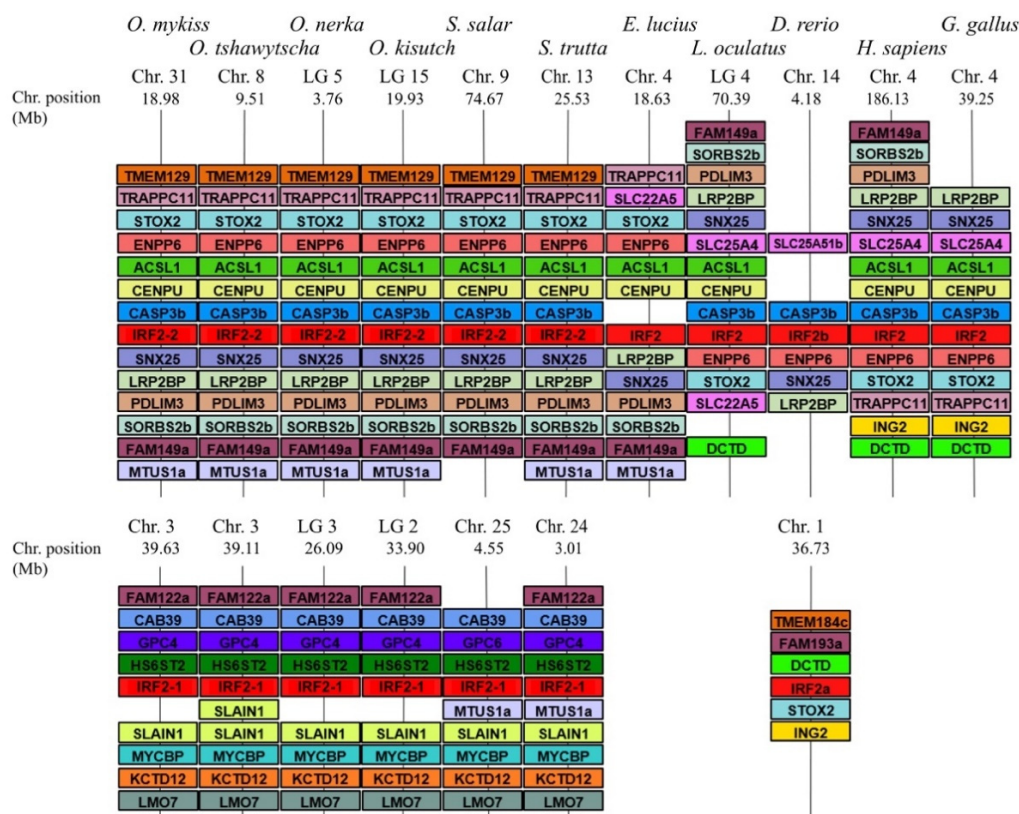 O. mykiss O. nerka S. salar E. lucius D. rerio G. gallus
O. tshawytscha O. kisutch S. trutta L. oculatus H. sapiens
Chr. 31 Chr. 8 LG 5 LG 15 Chr. 9 Chr. 13 Chr. 4 LG 4 Chr. 14 Chr. 4 Chr. 4
Chr. position 18.98 9.51 3.76 19.93 74.67 25.53 18.63 70.39 4.18 186.13 39.25
(Mb)
FAM149a FAM149a
SORBS2b SORBS2b
TMEM129 TMEM129 TMEM129 TMEM129 TMEM129 TMEM129 TRAPPC11 PDLIM3 PDLIM3
TRAPPC11 TRAPPC11 TRAPPC11 TRAPPC11 TRAPPC11 TRAPPC11 SLC22A5 LRP2BP LRP2BP LRP2BP
STOX2 STOX2 STOX2 STOX2 STOX2 STOX2 STOX2 SNX25 SNX25 SNX25
ENPP6 ENPP6 ENPP6 ENPP6 ENPP6 ENPP6 ENPP6 SLC25A4 SLC25A51b SLC25A4 SLC25A4
ACSL1 ACSL1 ACSL1 ACSL1 ACSL1 ACSL1 ACSL1 ACSL1 ACSL1 ACSL1
CENPU CENPU CENPU CENPU CENPU CENPU CENPU CENPU CENPU CENPU
CASP3b CASP3b CASP3b CASP3b CASP3b CASP3b CASP3b CASP3b CASP3b CASP3b
IRF2-2 IRF2-2 IRF2-2 IRF2-2 IRF2-2 IRF2-2 IRF2 IRF2 IRF2b IRF2 IRF2
SNX25 SNX25 SNX25 SNX25 SNX25 SNX25 LRP2BP ENPP6 ENPP6 ENPP6 ENPP6
LRP2BP LRP2BP LRP2BP LRP2BP LRP2BP LRP2BP SNX25 STOX2 SNX25 STOX2 STOX2
PDLIM3 PDLIM3 PDLIM3 PDLIM3 PDLIM3 PDLIM3 PDLIM3 SLC22A5 LRP2BP TRAPPC11 TRAPPC11
SORBS2b SORBS2b SORBS2b SORBS2b SORBS2b SORBS2b SORBS2b ING2 ING2
FAM149a FAM149a FAM149a FAM149a FAM149a FAM149a FAM149a DCTD DCTD DCTD
MTUS1a MTUS1a MTUS1a MTUS1a MTUS1a MTUS1a
Chr. 3 Chr. 3 LG 3 LG 2 Chr. 25 Chr. 24 Chr. 1
Chr. position 39.63 39.11 26.09 33.90 4.55 3.01 36.73
(Mb)
FAM122a FAM122a FAM122a FAM122a FAM122a
CAB39 CAB39 CAB39 CAB39 CAB39 CAB39 TMEM184c
GPC4 GPC4 GPC4 GPC4 GPC6 GPC4 FAM193a
HS6ST2 HS6ST2 HS6ST2 HS6ST2 HS6ST2 HS6ST2 DCTD
IRF2-1 IRF2-1 IRF2-1 IRF2-1 IRF2-1 IRF2-1 IRF2a
SLAIN1 MTUS1a MTUS1a STOX2
SLAIN1 SLAIN1 SLAIN1 SLAIN1 SLAIN1 SLAIN1 ING2
MYCBP MYCBP MYCBP MYCBP MYCBP MYCBP
KCTD12 KCTD12 KCTD12 KCTD12 KCTD12 KCTD12
LMO7 LMO7 LMO7 LMO7 LMO7 LMO7